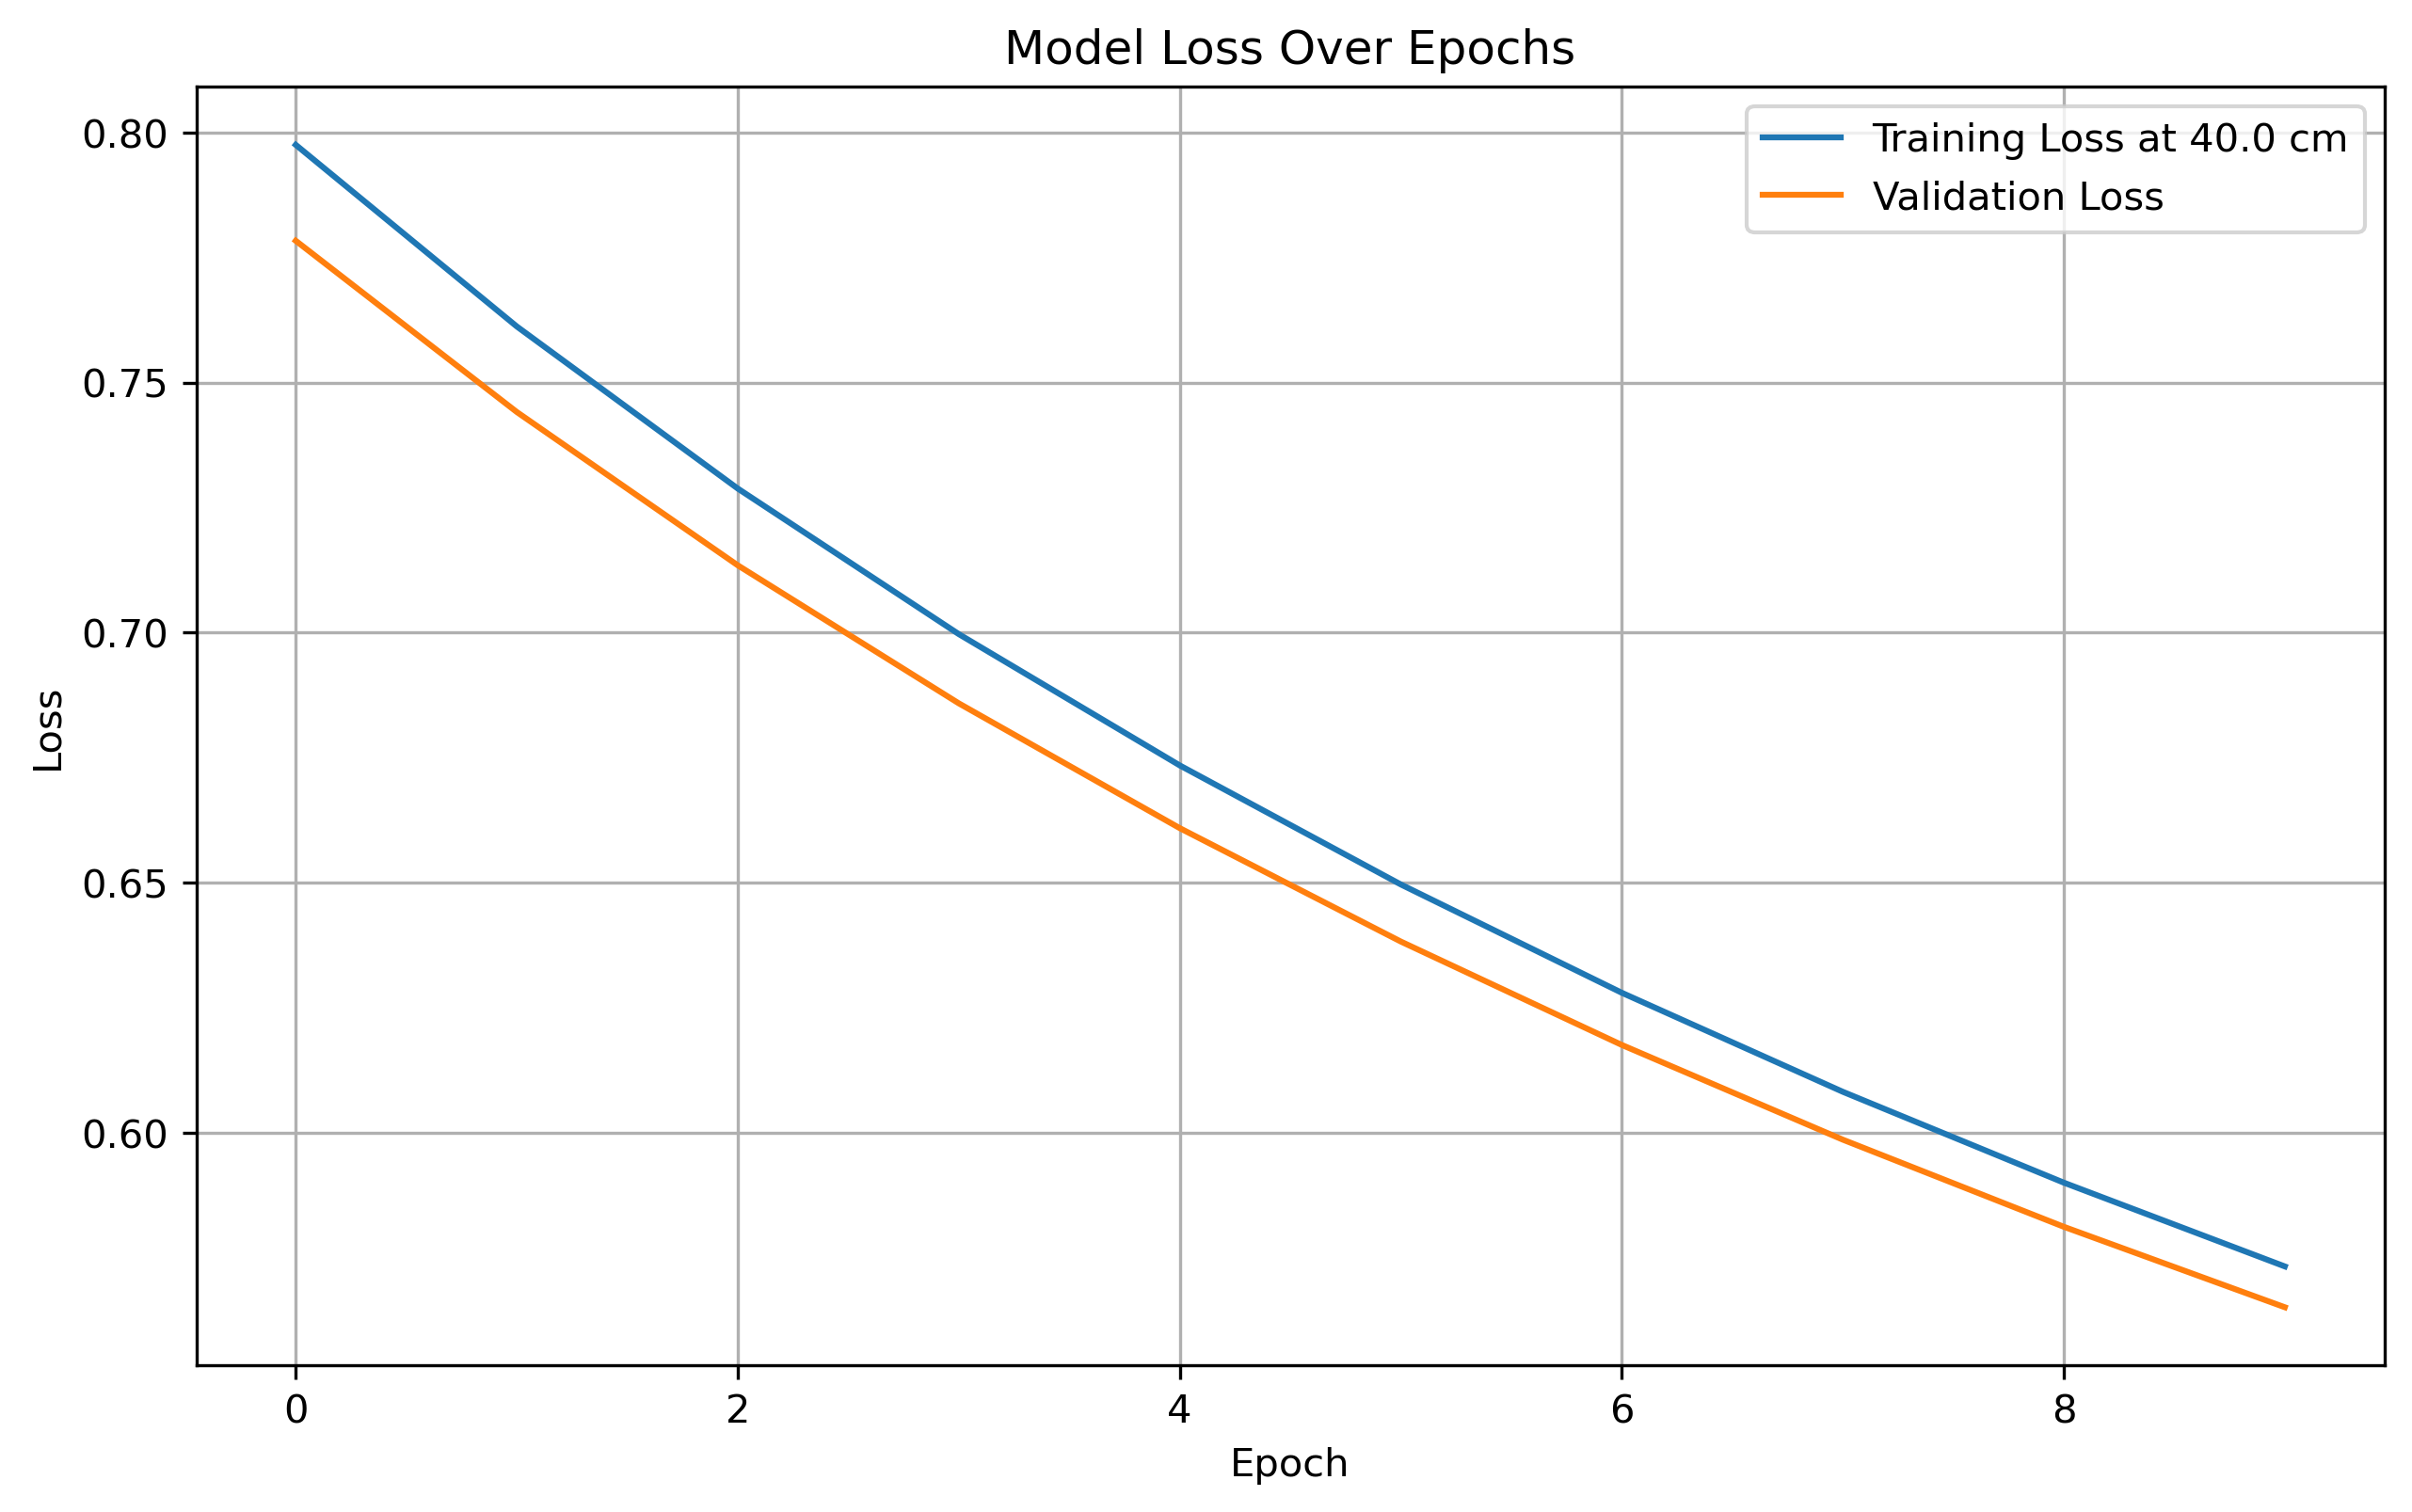 Model Loss Over Epochs
Training Loss at 40.0 cm
Validation Loss
0.80
0.75
0.70
0.65
0.60
Loss
0 2 4 6 8
Epoch